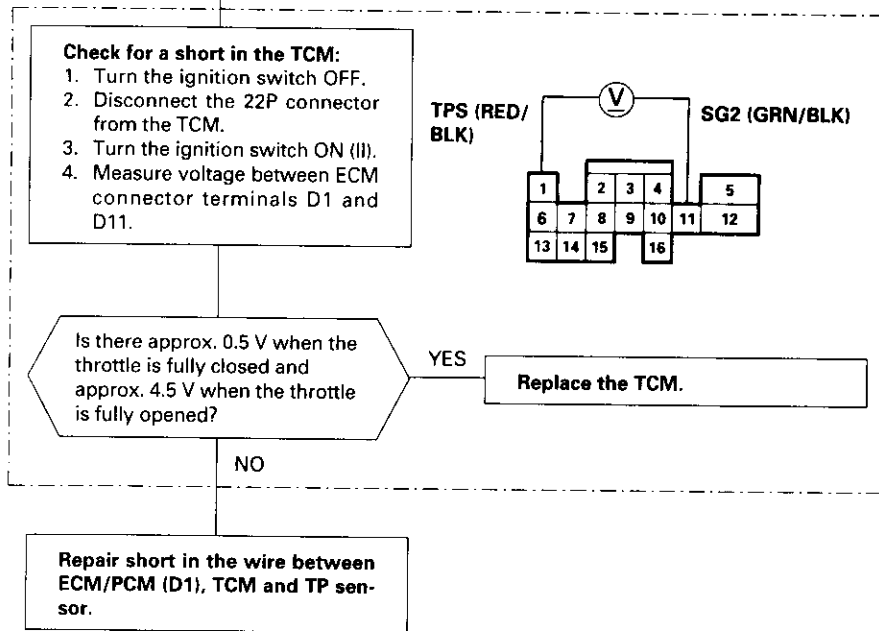 Check for a short in the TCM:
1. Turn the ignition switch OFF.
2. Disconnect the 22P connector
from the TCM.
3. Turn the ignition switch ON (II).
4. Measure voltage between ECM
connector terminals D1 and
D11.
TPS (RED/
BLK)
V
SG2 (GRN/BLK)
1 2 3 4 5
6 7 8 9 10 11 12
13 14 15 16
Is there approx. 0.5 V when the
throttle is fully closed and
approx. 4.5 V when the throttle
is fully opened?
YES
Replace the TCM.
NO
Repair short in the wire between
ECM/PCM (D1), TCM and TP sen-
sor.